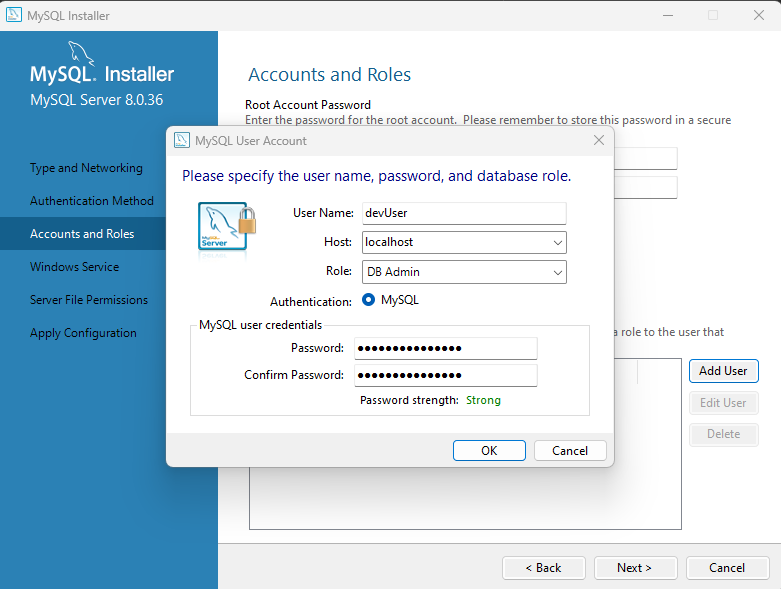 MySQL Installer
MySQL. Installer
MySQL Server 8.0.36
Type and Networking
Authentication Method
Accounts and Roles
Windows Service
Server File Permissions
Apply Configuration
Accounts and Roles
Root Account Password
Enter the password for the root account. Please remember to store this password in a secure
MySQL User Account
Please specify the user name, password, and database role.
MySQL
Server
User Name: devUser
Host: localhost
Role: DB Admin
Authentication: MySQL
MySQL user credentials
Password: ●●●●●●●●●●●●●●●
Confirm Password: ●●●●●●●●●●●●●●●
Password strength: Strong
OK Cancel
a role to the user that
Add User
Edit User
Delete
< Back Next > Cancel